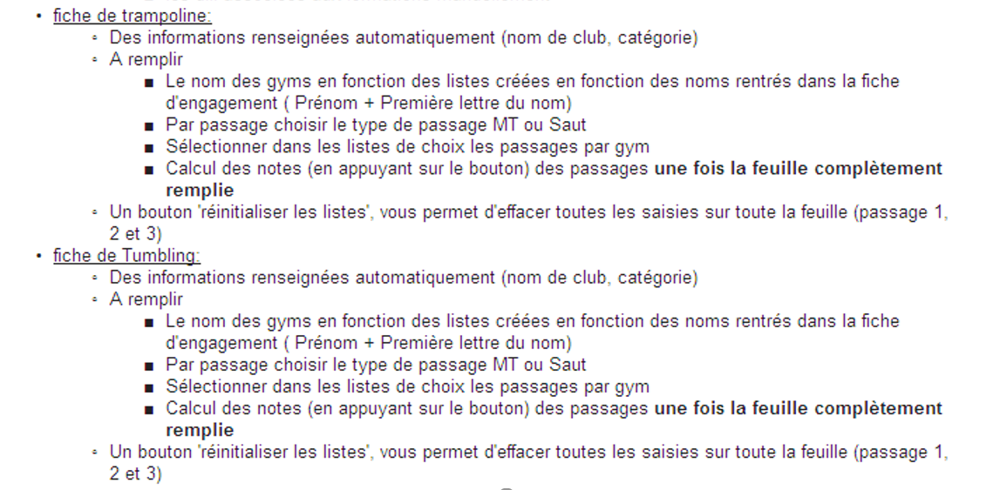 • fiche de trampoline:
◦ Des informations renseignées automatiquement (nom de club, catégorie)
◦ A remplir
■ Le nom des gyms en fonction des listes créées en fonction des noms rentrés dans la fiche
d'engagement ( Prénom + Première lettre du nom)
■ Par passage choisir le type de passage MT ou Saut
■ Sélectionner dans les listes de choix les passages par gym
■ Calcul des notes (en appuyant sur le bouton) des passages une fois la feuille complètement
remplie
◦ Un bouton 'réinitialiser les listes', vous permet d'effacer toutes les saisies sur toute la feuille (passage 1,
2 et 3)
• fiche de Tumbling:
◦ Des informations renseignées automatiquement (nom de club, catégorie)
◦ A remplir
■ Le nom des gyms en fonction des listes créées en fonction des noms rentrés dans la fiche
d'engagement ( Prénom + Première lettre du nom)
■ Par passage choisir le type de passage MT ou Saut
■ Sélectionner dans les listes de choix les passages par gym
■ Calcul des notes (en appuyant sur le bouton) des passages une fois la feuille complètement
remplie
◦ Un bouton 'réinitialiser les listes', vous permet d'effacer toutes les saisies sur toute la feuille (passage 1,
2 et 3)